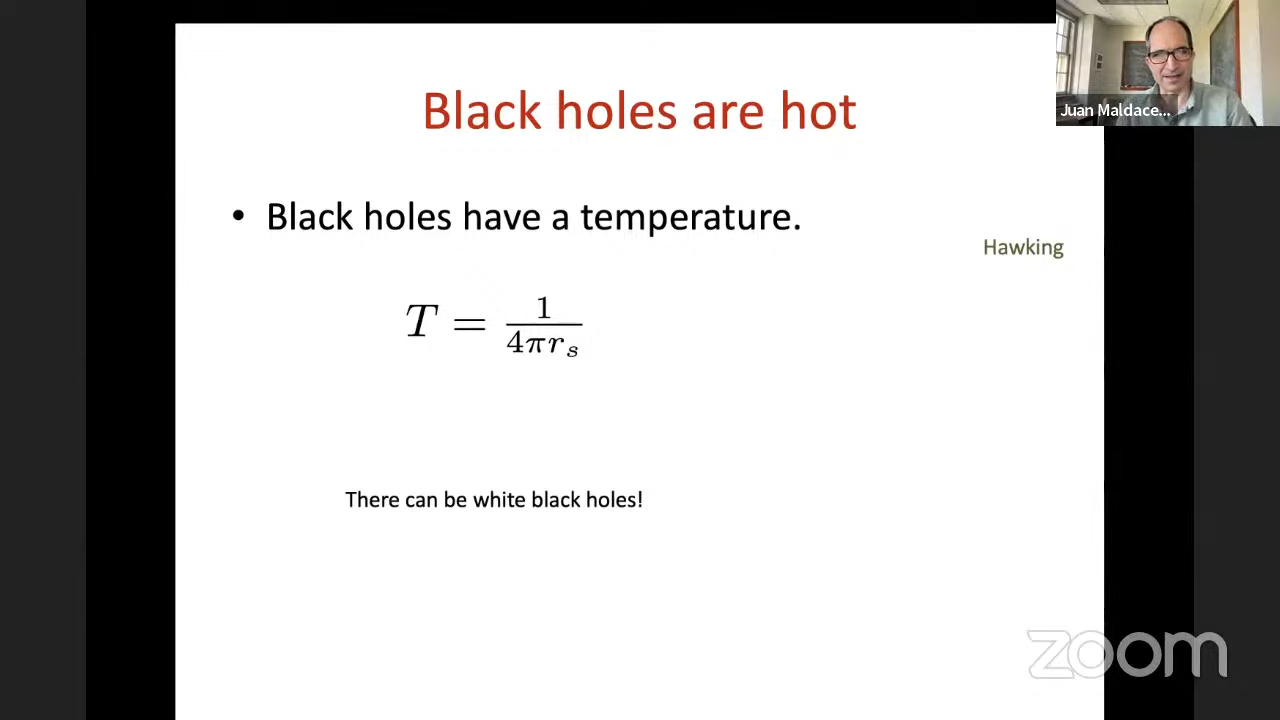 Black holes are hot
Juan Maldace...
• Black holes have a temperature.
Hawking
T = 1/(4πr_s)
There can be white black holes!
zoom